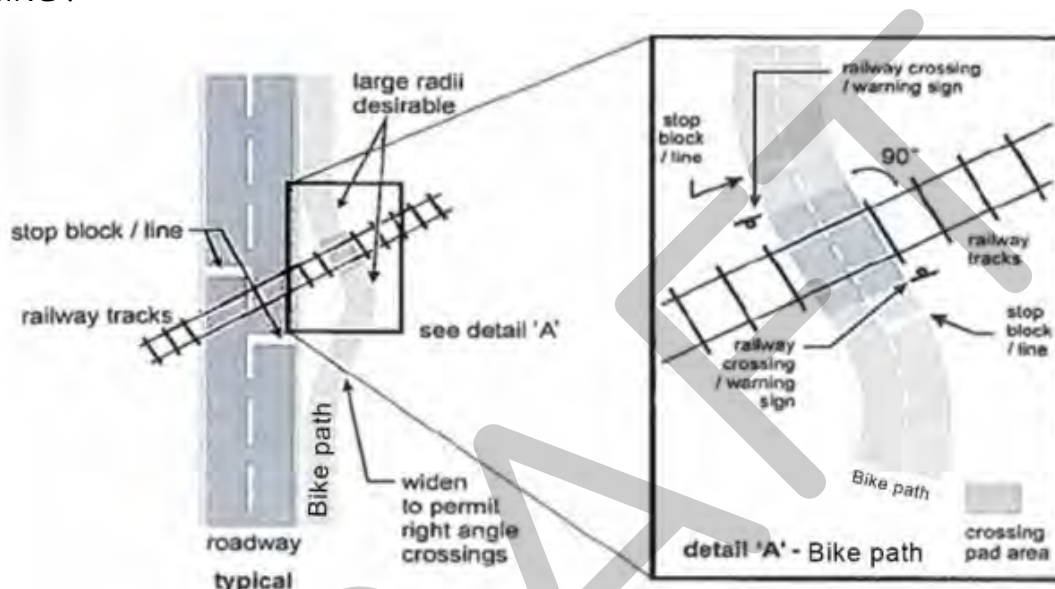 large radii
desirable
stop block / line
railway tracks
see detail 'A'
Bike path
widen
to permit
right angle
crossings
roadway
typical
railway crossing
/ warning sign
stop
block
/ line
90°
railway
tracks
stop
block
/ line
railway
crossing
/ warning
sign
Bike path
crossing
pad area
detail 'A' - Bike path